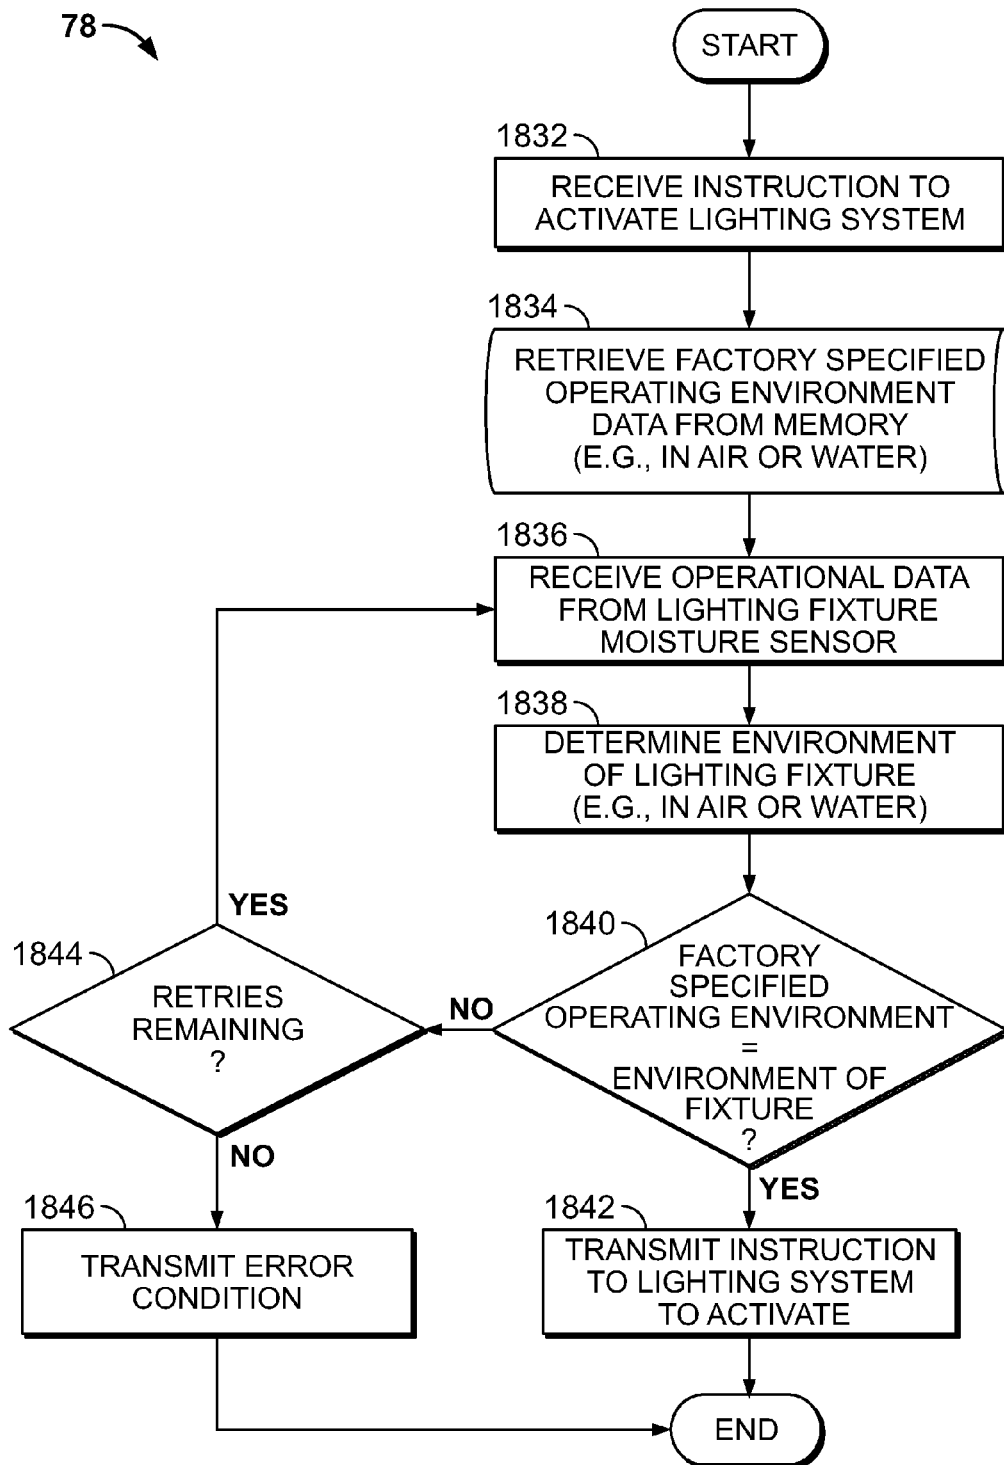 78
START
1832
RECEIVE INSTRUCTION TO
ACTIVATE LIGHTING SYSTEM
1834
RETRIEVE FACTORY SPECIFIED
OPERATING ENVIRONMENT
DATA FROM MEMORY
(E.G., IN AIR OR WATER)
1836
RECEIVE OPERATIONAL DATA
FROM LIGHTING FIXTURE
MOISTURE SENSOR
1838
DETERMINE ENVIRONMENT
OF LIGHTING FIXTURE
(E.G., IN AIR OR WATER)
1840
FACTORY
SPECIFIED
OPERATING ENVIRONMENT
=
ENVIRONMENT OF
FIXTURE
?
NO
YES
1844
RETRIES
REMAINING
?
YES
NO
1846
TRANSMIT ERROR
CONDITION
1842
TRANSMIT INSTRUCTION
TO LIGHTING SYSTEM
TO ACTIVATE
END